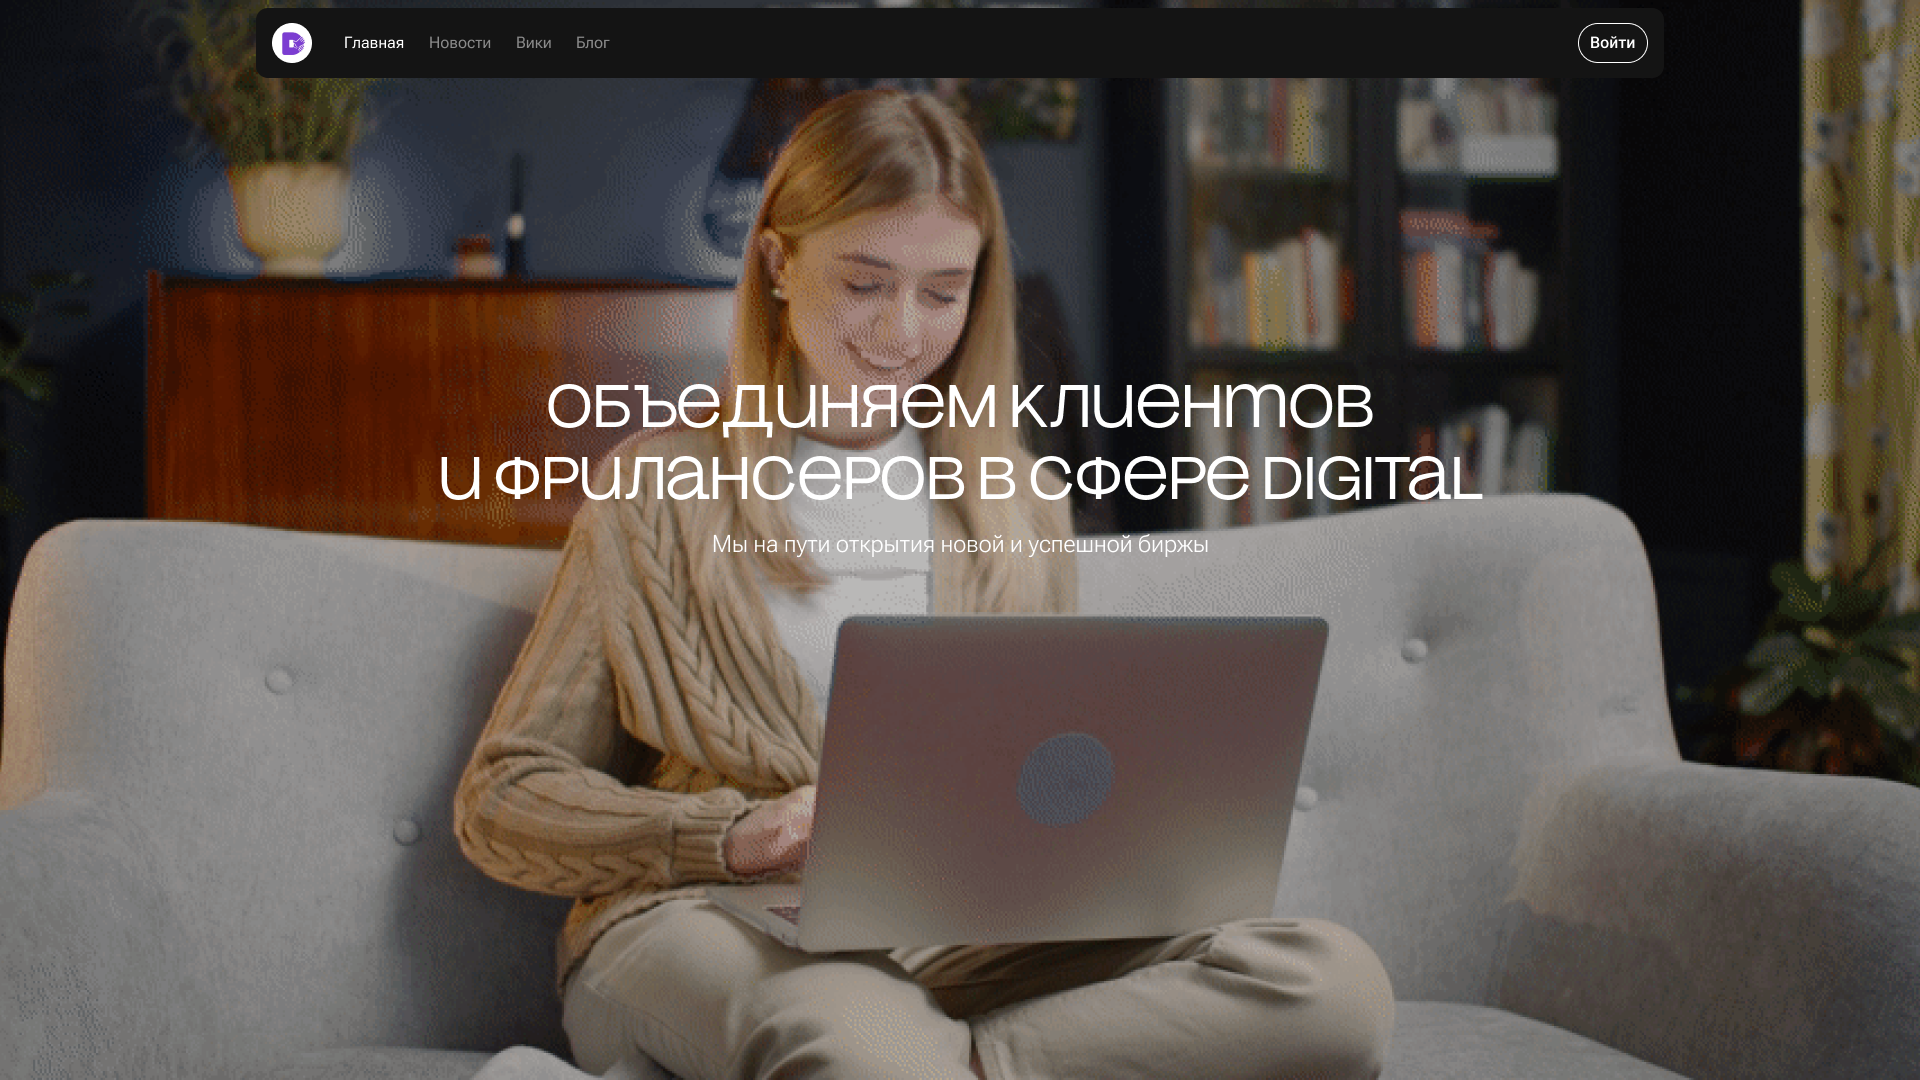 Главная
Новости
Вики
Блог
Войти
Объединяем клиентов
и фрилансеров в сфере digital
Мы на пути открытия новой и успешной биржы